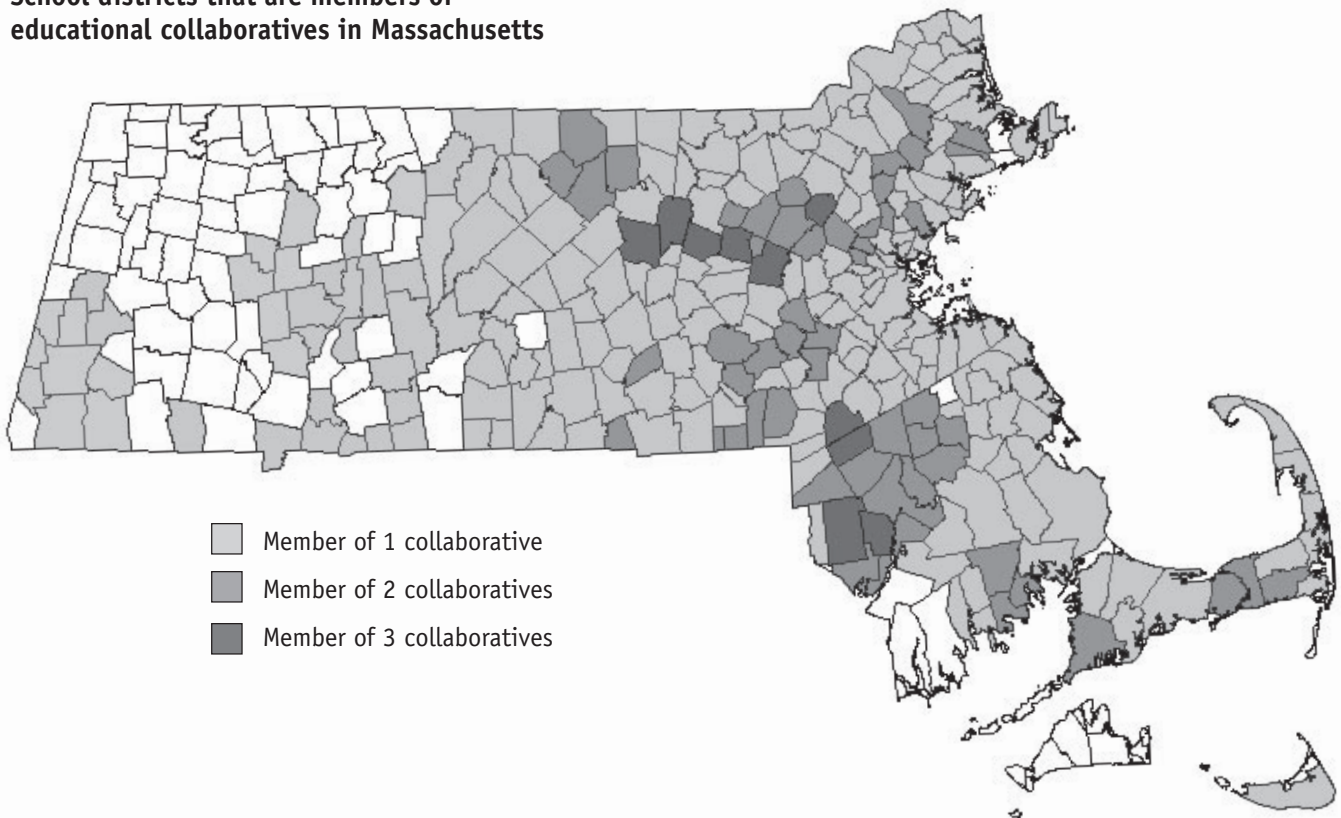 School districts that are members of
educational collaboratives in Massachusetts
Member of 1 collaborative
Member of 2 collaboratives
Member of 3 collaboratives